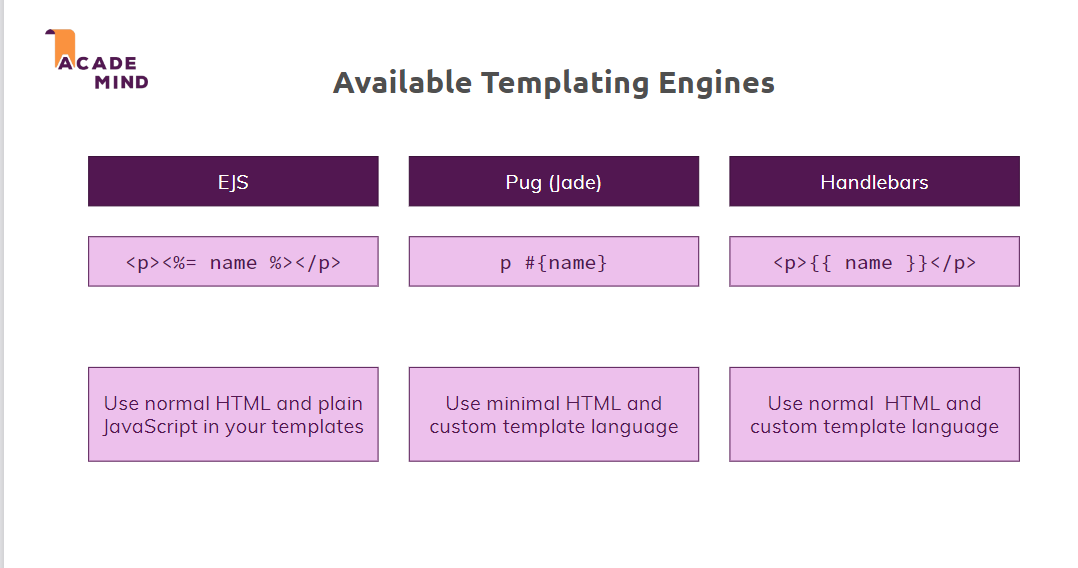 ACADE
MIND
Available Templating Engines
EJS
Pug (Jade)
Handlebars
<p><%= name %></p>
p #{name}
<p>{{ name }}</p>
Use normal HTML and plain
JavaScript in your templates
Use minimal HTML and
custom template language
Use normal  HTML and
custom template language